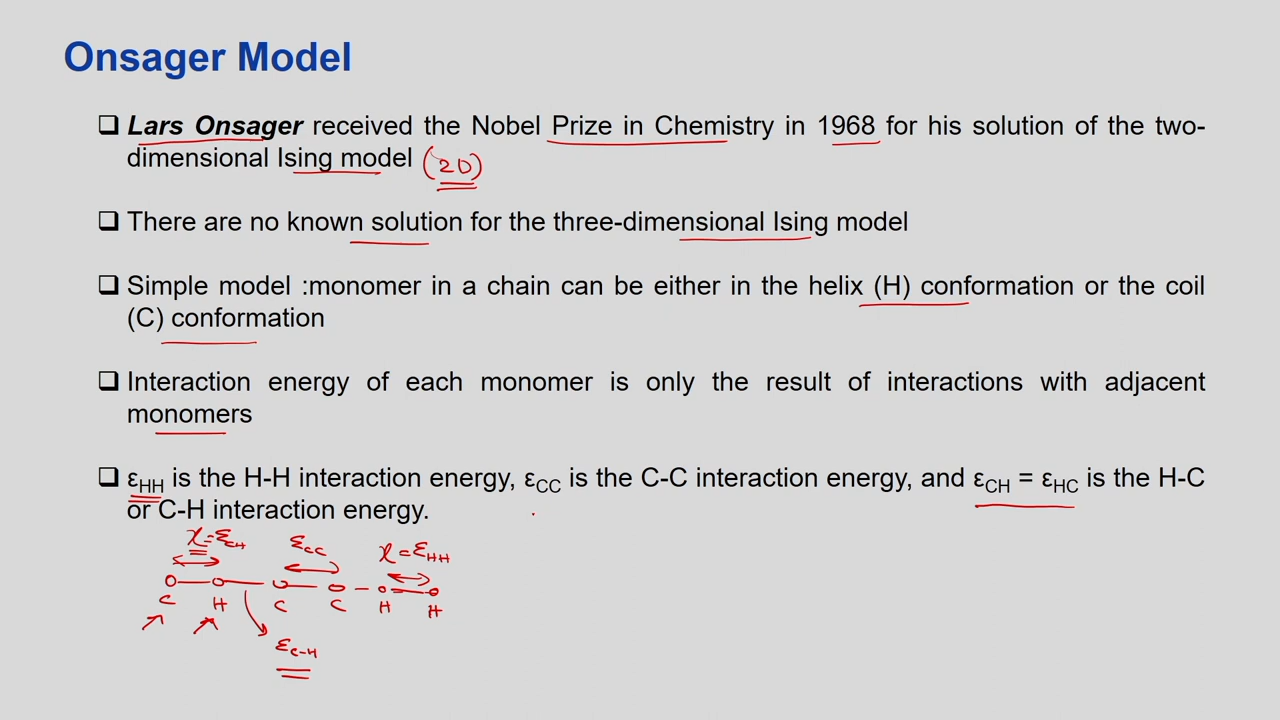 Onsager Model
❑ Lars Onsager received the Nobel Prize in Chemistry in 1968 for his solution of the two-
dimensional Ising model (2D)
❑ There are no known solution for the three-dimensional Ising model
❑ Simple model :monomer in a chain can be either in the helix (H) conformation or the coil
(C) conformation
❑ Interaction energy of each monomer is only the result of interactions with adjacent
monomers
❑ εHH is the H-H interaction energy, εCC is the C-C interaction energy, and εCH = εHC is the H-C
or C-H interaction energy.
χ=εCH εCC χ=εHH
C H C C H H
εC-H